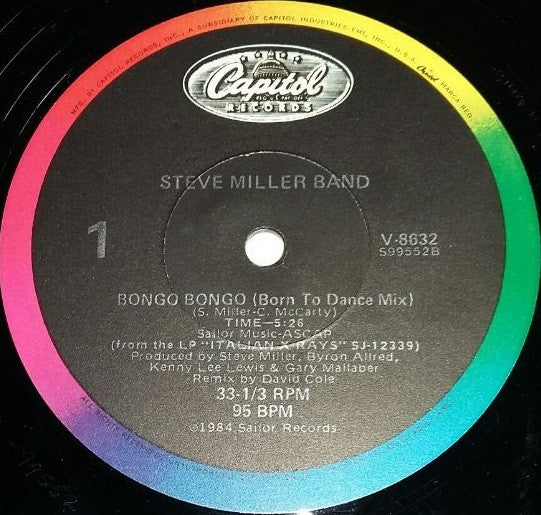 MFD. BY CAPITOL RECORDS, INC., A SUBSIDIARY OF CAPITOL INDUSTRIES-EMI, INC., U.S.A. Capitol MARCA REG.
Capitol
RECORDS
STEVE MILLER BAND
1
V-8632
S99552B
BONGO BONGO (Born To Dance Mix)
(S. Miller-C. McCarty)
TIME—5:26
Sailor Music-ASCAP
(from the LP "ITALIAN X RAYS" SJ-12339)
Produced by Steve Miller, Byron Allred,
Kenny Lee Lewis & Gary Mallaber
Remix by David Cole
33-1/3 RPM
95 BPM
©1984 Sailor Records